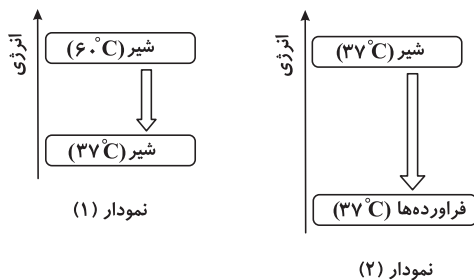 انرژی
شیر (۶۰°C)
شیر (۳۷°C)
نمودار (۱)
انرژی
شیر (۳۷°C)
فراورده‌ها (۳۷°C)
نمودار (۲)